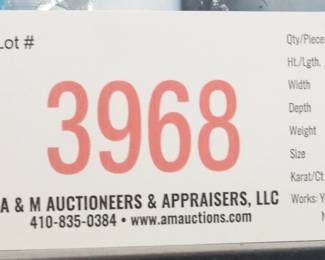 Lot #
3968
A & M AUCTIONEERS & APPRAISERS, LLC
410-835-0384 • www.amauctions.com
Qty/Pieces
Ht./Lgth.
Width
Depth
Weight
Size
Karat/Ct
Works: Y
N